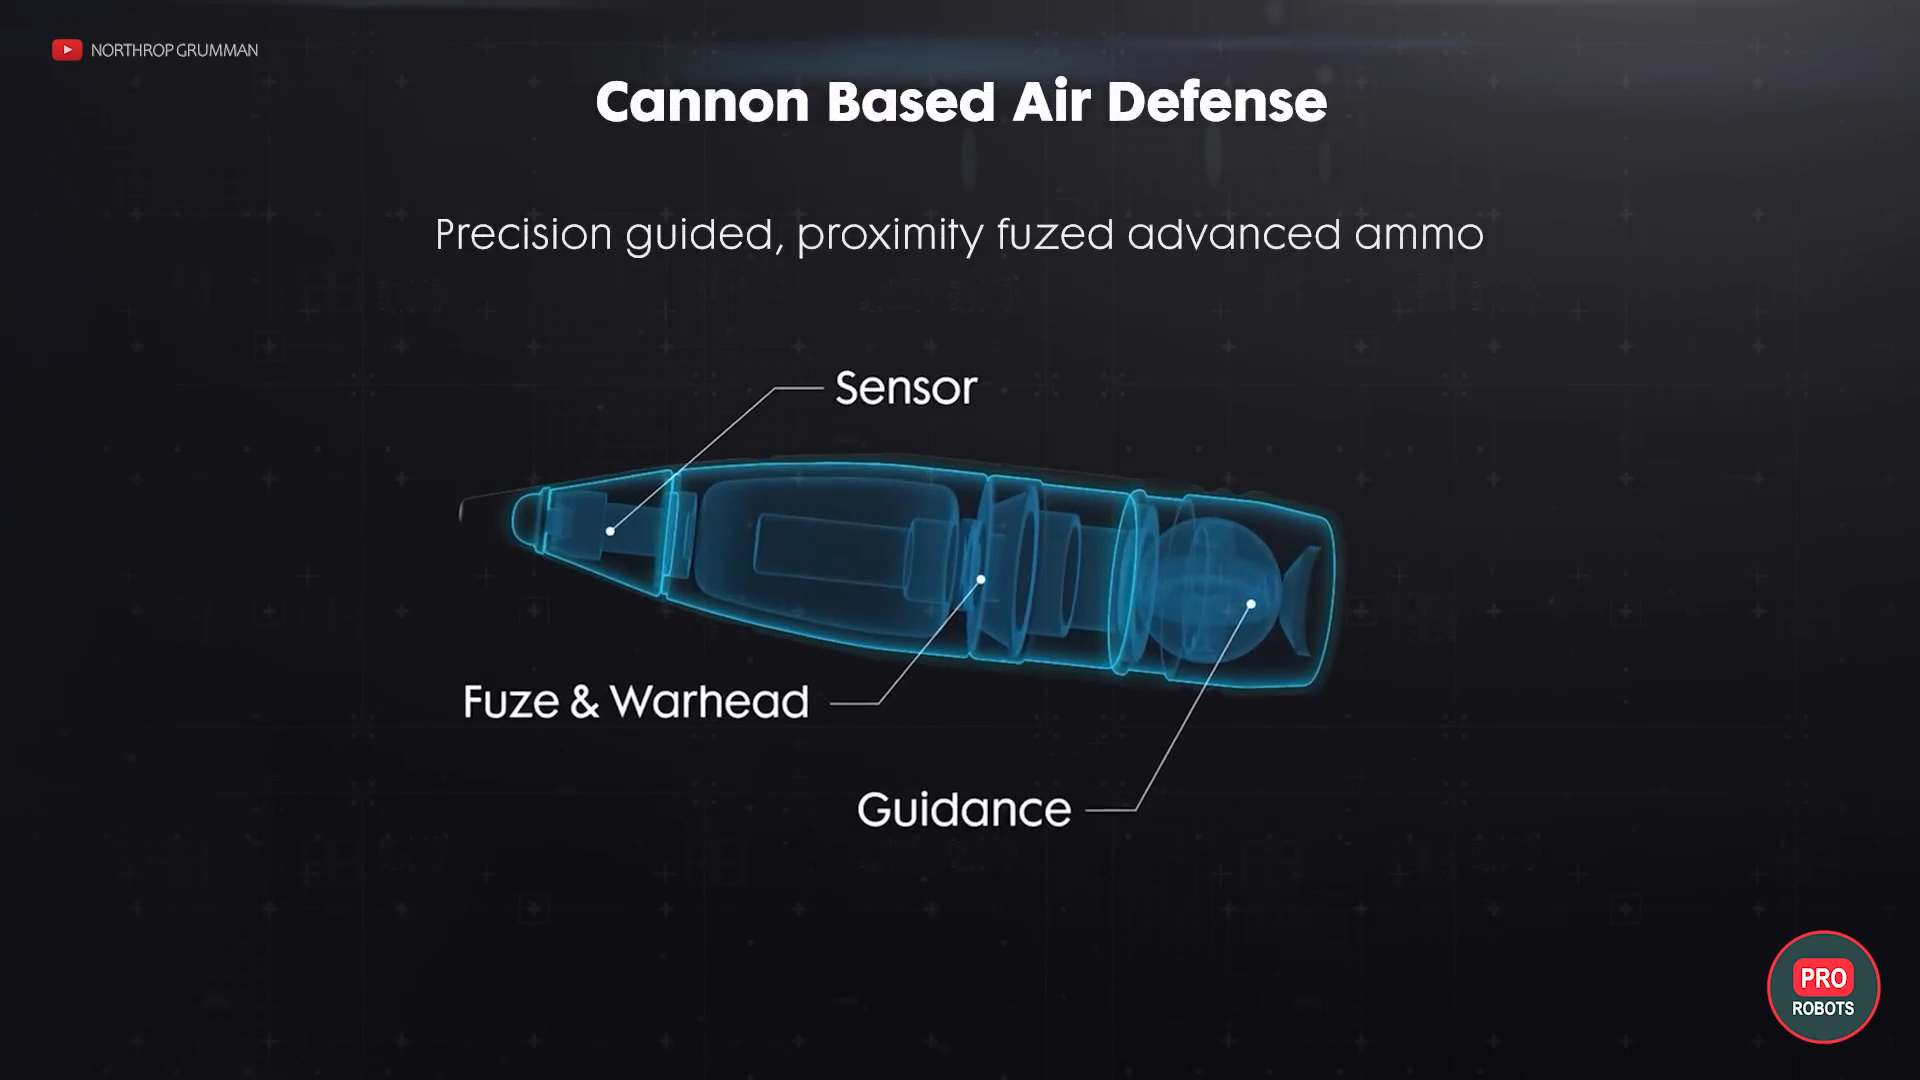 NORTHROP GRUMMAN
Cannon Based Air Defense
Precision guided, proximity fuzed advanced ammo
Sensor
Fuze & Warhead
Guidance
PRO
ROBOTS